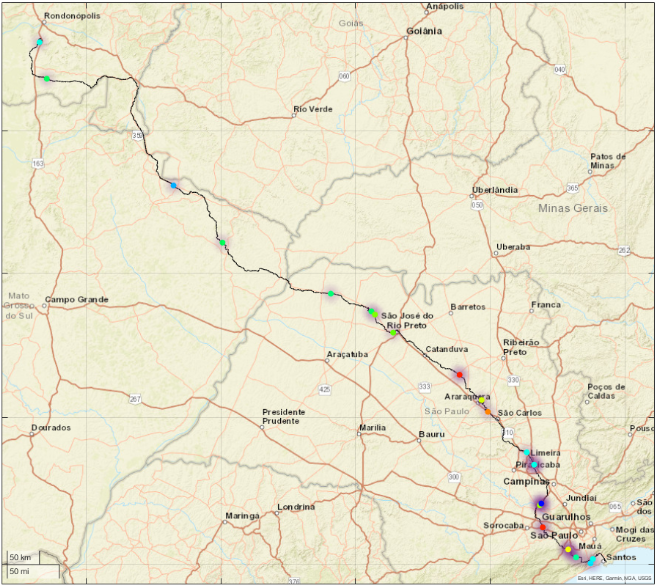 Anápolis
Rondonópolis
Goiás
Goiânia
040
060
Rio Verde
359
Patos de
Minas
163
365
Uberlândia
050
Minas Gerais
Uberaba
262
Mato
Grosso
do Sul
Campo Grande
Barretos
Franca
São José do
Rio Preto
Ribeirão
Preto
Catanduva
Araçatuba
333
330
Poços de
Caldas
425
267
Araraquara
São Paulo
São Carlos
Presidente
Prudente
Dourados
Marília
Bauru
310
Pouso
Limeira
Piracicaba
300
Campinas
Jundiaí
São
dos
Londrina
065
Maringá
Guarulhos
Sorocaba
São Paulo
Mogi das
Cruzes
Mauá
Santos
50 km
50 mi
376
Esri, HERE, Garmin, NGA, USGS